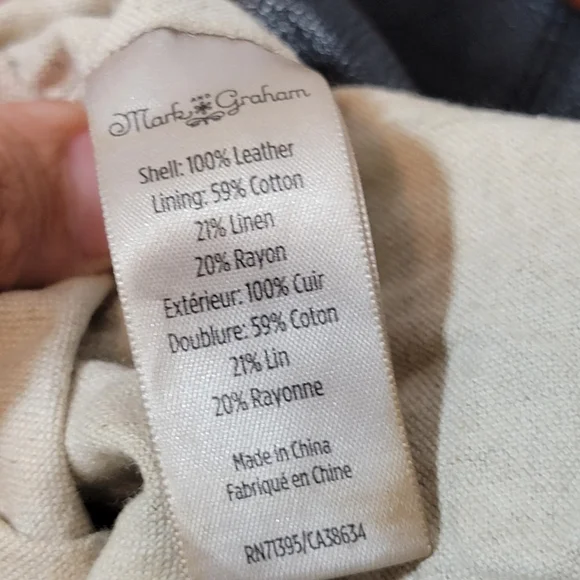 Mark AND Graham
Shell: 100% Leather
Lining: 59% Cotton
21% Linen
20% Rayon
Extérieur: 100% Cuir
Doublure: 59% Coton
21% Lin
20% Rayonne
Made in China
Fabriqué en Chine
RN71395/CA38634